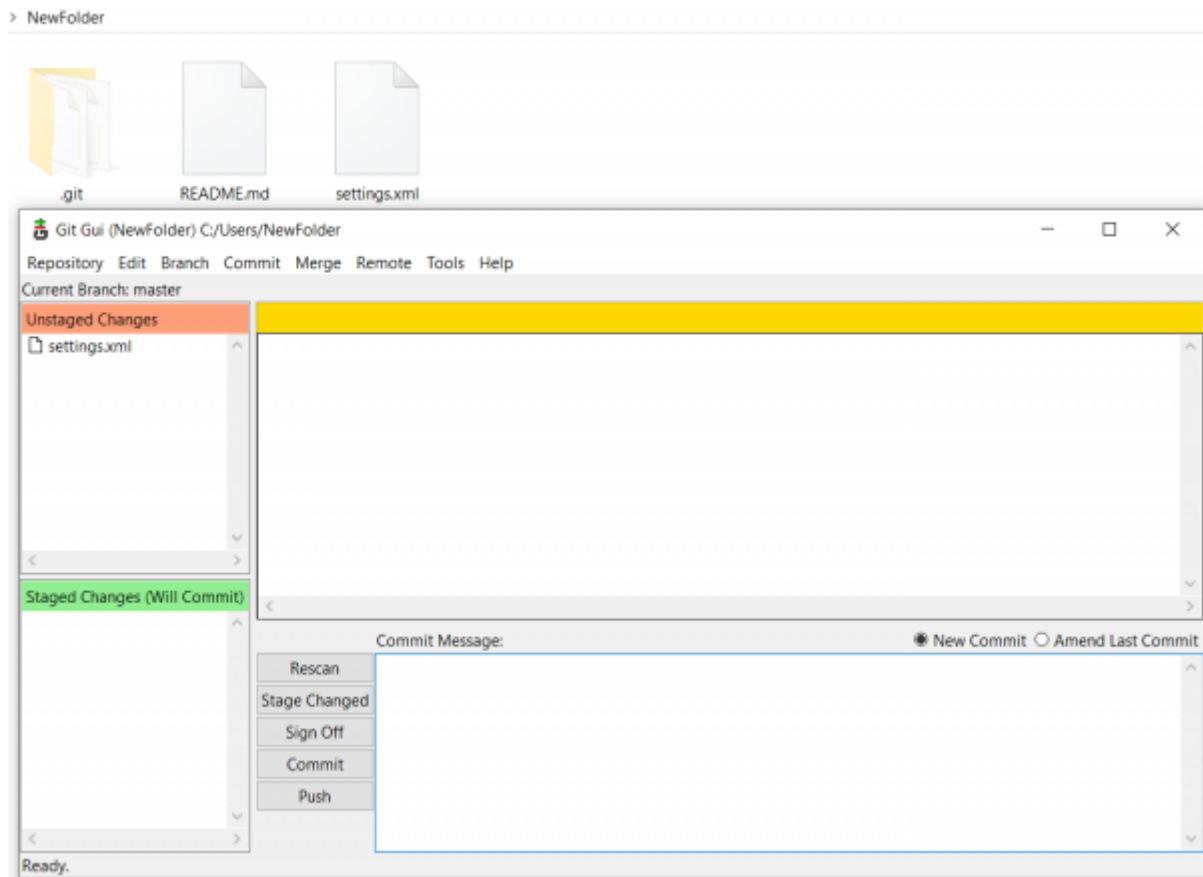 > NewFolder
.git README.md settings.xml
Git Gui (NewFolder) C:/Users/NewFolder
Repository Edit Branch Commit Merge Remote Tools Help
Current Branch: master
Unstaged Changes
settings.xml
Staged Changes (Will Commit)
Commit Message: New Commit Amend Last Commit
Rescan
Stage Changed
Sign Off
Commit
Push
Ready.